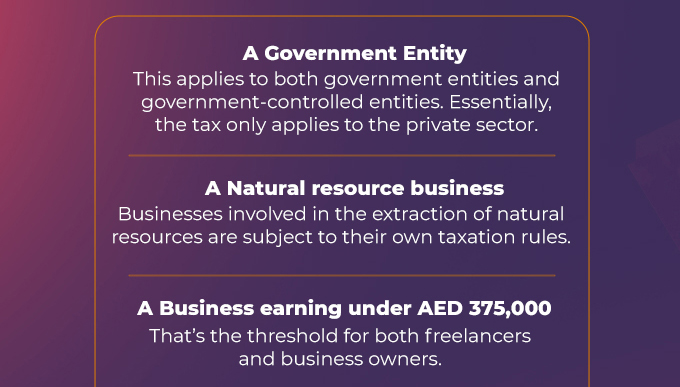 A Government Entity
This applies to both government entities and
government-controlled entities. Essentially,
the tax only applies to the private sector.
A Natural resource business
Businesses involved in the extraction of natural
resources are subject to their own taxation rules.
A Business earning under AED 375,000
That’s the threshold for both freelancers
and business owners.